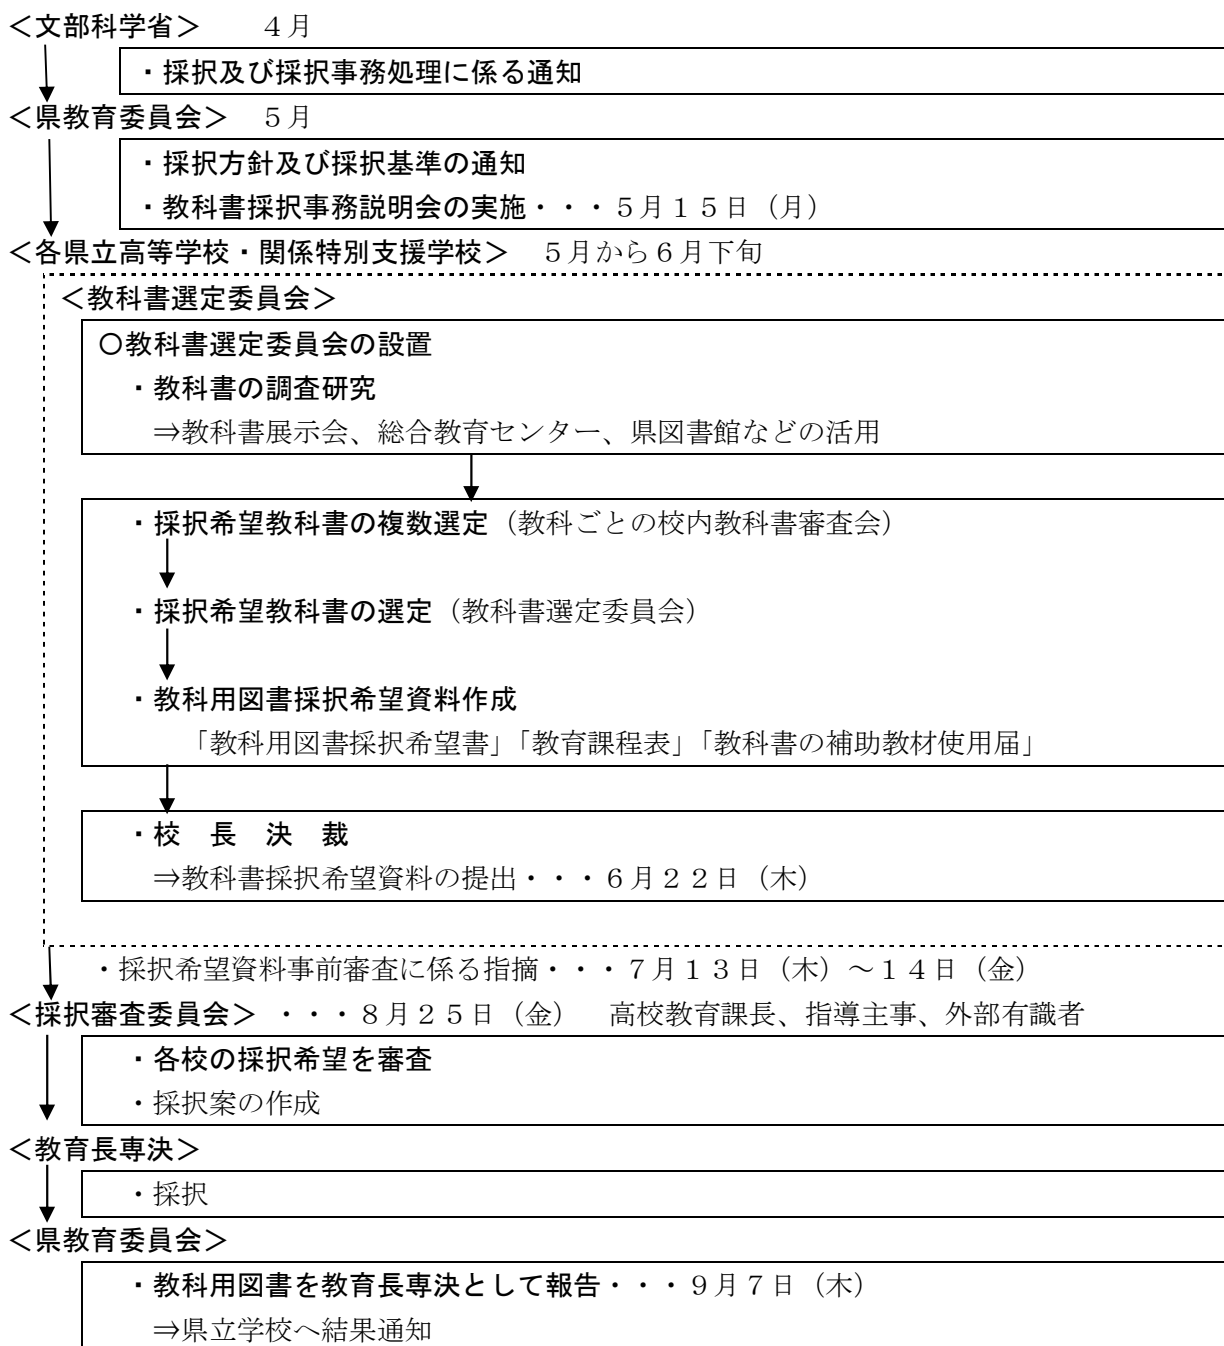 ＜文部科学省＞　　４月
・採択及び採択事務処理に係る通知
＜県教育委員会＞　５月
・採択方針及び採択基準の通知
・教科書採択事務説明会の実施・・・５月１５日（月）
＜各県立高等学校・関係特別支援学校＞　５月から６月下旬
＜教科書選定委員会＞
○教科書選定委員会の設置
・教科書の調査研究
⇒教科書展示会、総合教育センター、県図書館などの活用
・採択希望教科書の複数選定（教科ごとの校内教科書審査会）
・採択希望教科書の選定（教科書選定委員会）
・教科用図書採択希望資料作成
「教科用図書採択希望書」「教育課程表」「教科書の補助教材使用届」
・校　長　決　裁
⇒教科書採択希望資料の提出・・・６月２２日（木）
・採択希望資料事前審査に係る指摘・・・７月１３日（木）～１４日（金）
＜採択審査委員会＞・・・８月２５日（金）　高校教育課長、指導主事、外部有識者
・各校の採択希望を審査
・採択案の作成
＜教育長専決＞
・採択
＜県教育委員会＞
・教科用図書を教育長専決として報告・・・９月７日（木）
⇒県立学校へ結果通知